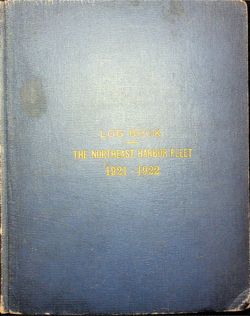 LOG BOOK
THE NORTHEAST HARBOR FLEET
1921-1922